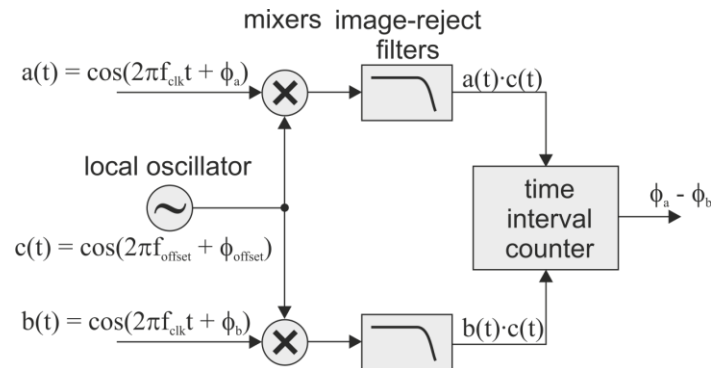 mixers image-reject
filters
a(t) = cos(2πf_clk t + ϕ_a)
a(t)·c(t)
local oscillator
time
interval
counter
ϕ_a - ϕ_b
c(t) = cos(2πf_offset + ϕ_offset)
b(t) = cos(2πf_clk t + ϕ_b)
b(t)·c(t)